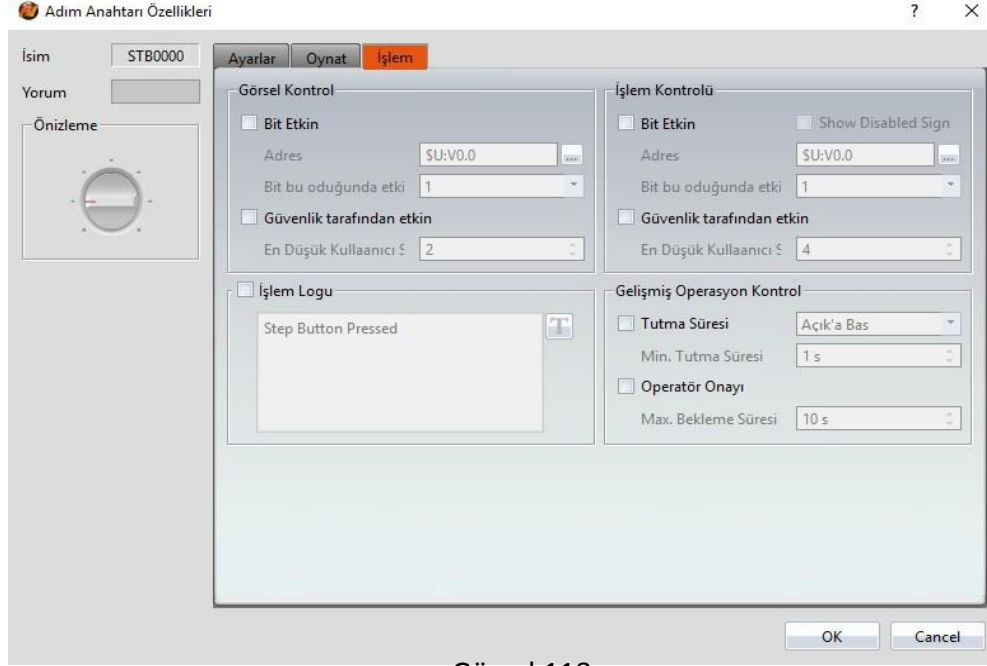 Adım Anahtarı Özellikleri
?
İsim STB0000
Yorum
Önizleme
Ayarlar Oynat İşlem
Görsel Kontrol
Bit Etkin
Adres $U:V0.0 ...
Bit bu oduğunda etki 1
Güvenlik tarafından etkin
En Düşük Kullaanıcı S 2
İşlem Kontrolü
Bit Etkin Show Disabled Sign
Adres $U:V0.0 ...
Bit bu oduğunda etki 1
Güvenlik tarafından etkin
En Düşük Kullaanıcı S 4
İşlem Logu
Step Button Pressed T
Gelişmiş Operasyon Kontrol
Tutma Süresi Açık'a Bas
Min. Tutma Süresi 1 s
Operatör Onayı
Max. Bekleme Süresi 10 s
OK Cancel